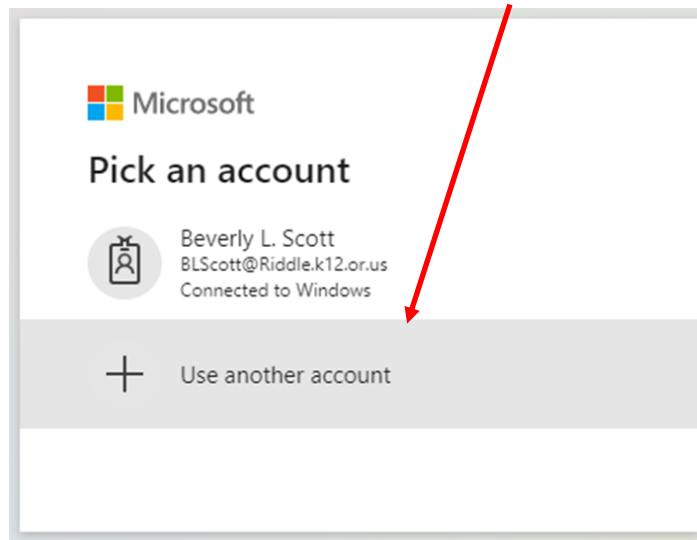 Microsoft
Pick an account
Beverly L. Scott
BLScott@Riddle.k12.or.us
Connected to Windows
Use another account